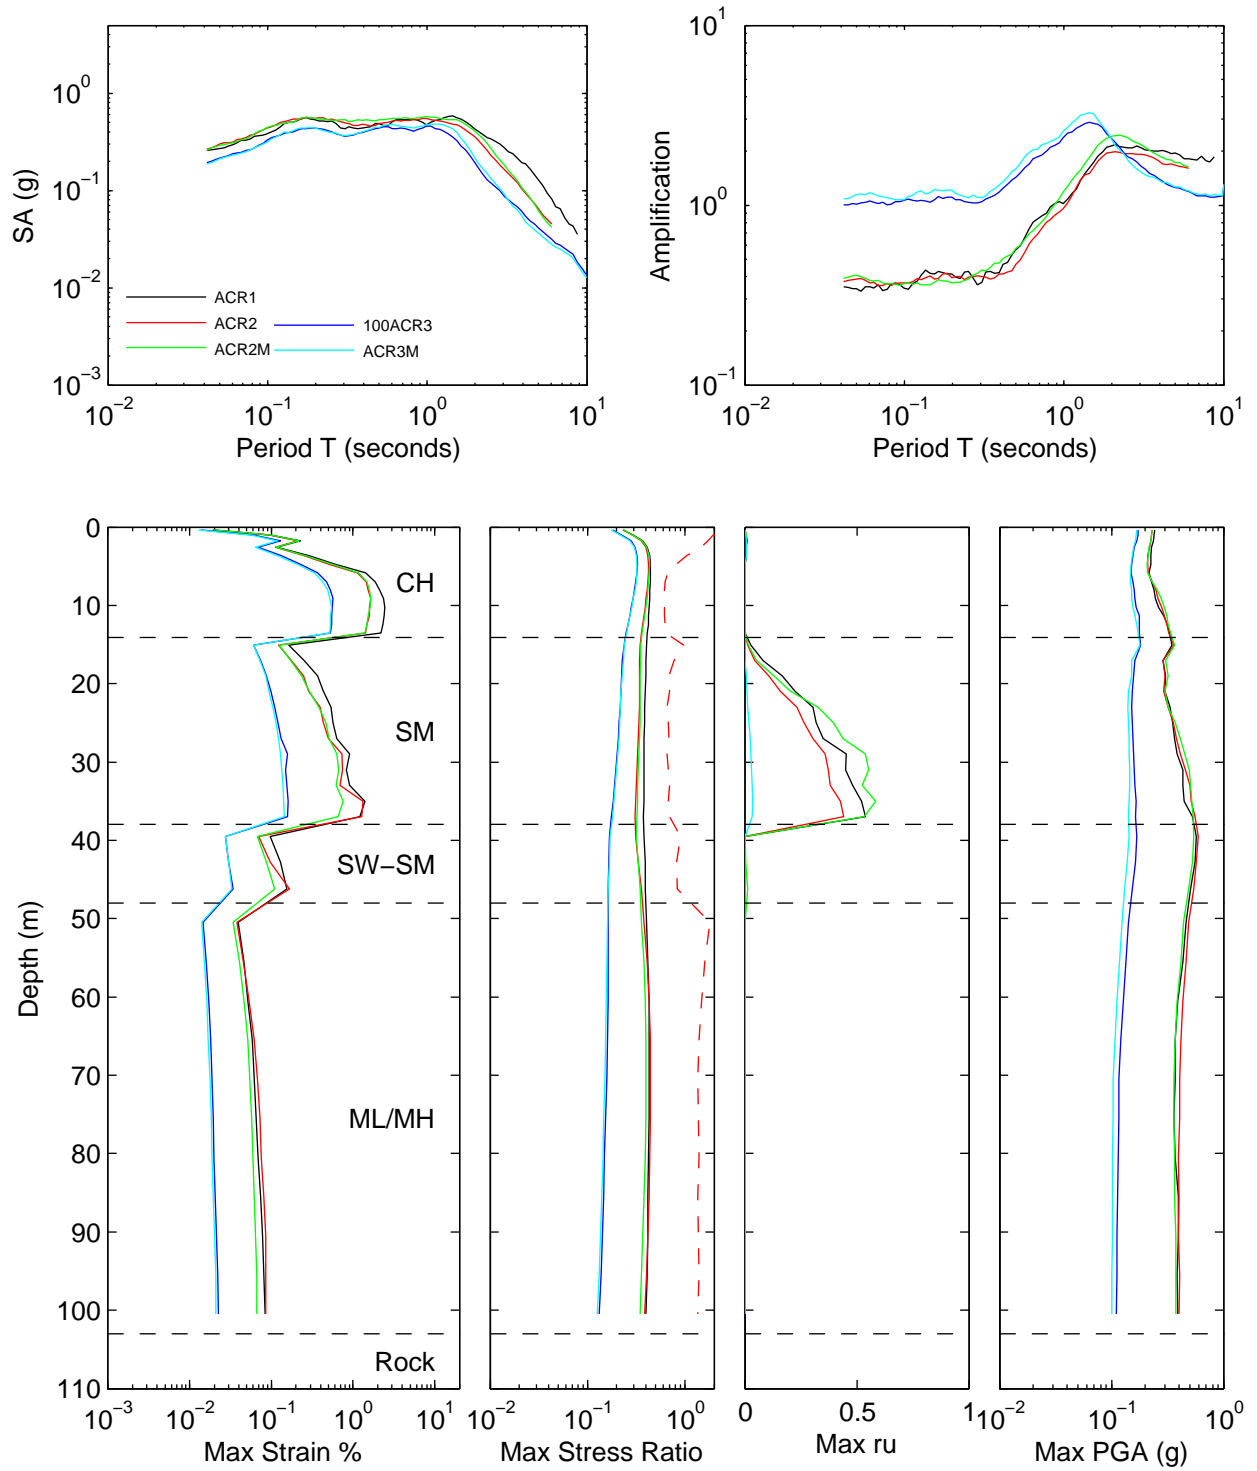 10^0
10^-1
10^-2
10^-3
SA (g)
10^-2
10^-1
10^0
10^1
Period T (seconds)
ACR1
ACR2
ACR2M
100ACR3
ACR3M
10^1
10^0
10^-1
Amplification
10^-2
10^-1
10^0
10^1
Period T (seconds)
0
10
20
30
40
50
60
70
80
90
100
110
Depth (m)
CH
SM
SW-SM
ML/MH
Rock
10^-3
10^-2
10^-1
10^0
10^1
Max Strain %
10^-1
10^0
Max Stress Ratio
0
0.5
1
Max ru
10^-2
10^-1
10^0
Max PGA (g)